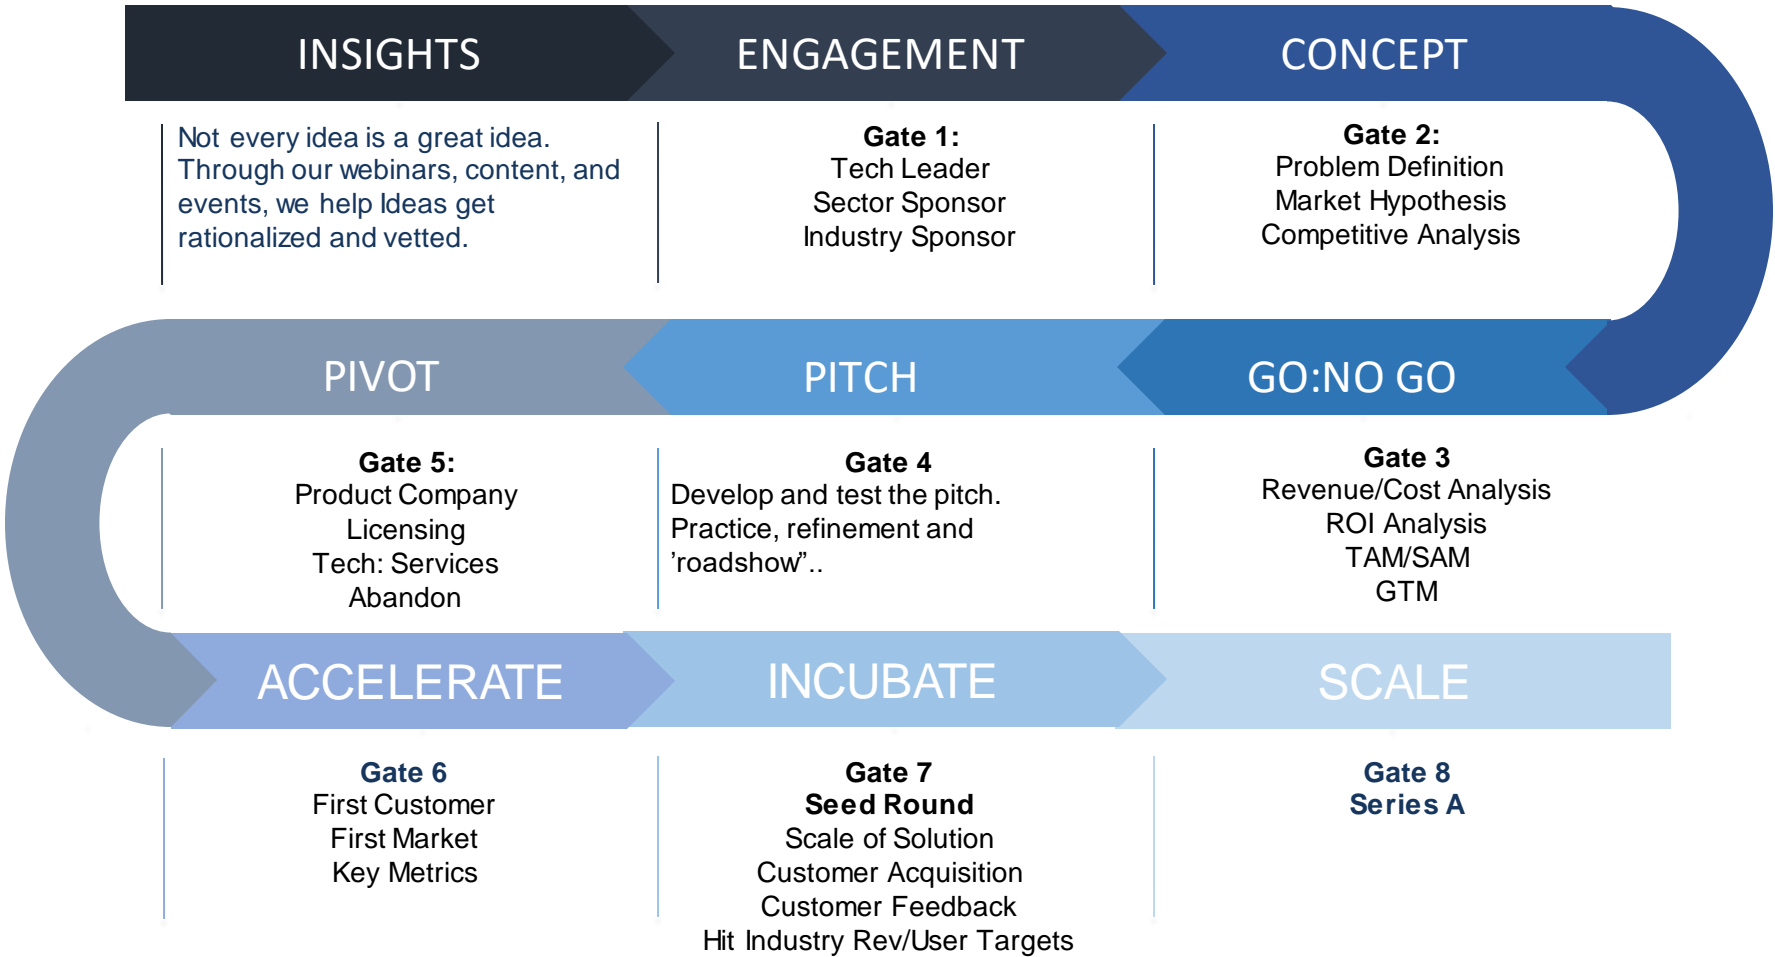 INSIGHTS
ENGAGEMENT
CONCEPT
Not every idea is a great idea.
Through our webinars, content, and
events, we help Ideas get
rationalized and vetted.
Gate 1:
Tech Leader
Sector Sponsor
Industry Sponsor
Gate 2:
Problem Definition
Market Hypothesis
Competitive Analysis
PIVOT
PITCH
GO:NO GO
Gate 5:
Product Company
Licensing
Tech: Services
Abandon
Gate 4
Develop and test the pitch.
Practice, refinement and
’roadshow”..
Gate 3
Revenue/Cost Analysis
ROI Analysis
TAM/SAM
GTM
ACCELERATE
INCUBATE
SCALE
Gate 6
First Customer
First Market
Key Metrics
Gate 7
Seed Round
Scale of Solution
Customer Acquisition
Customer Feedback
Hit Industry Rev/User Targets
Gate 8
Series A